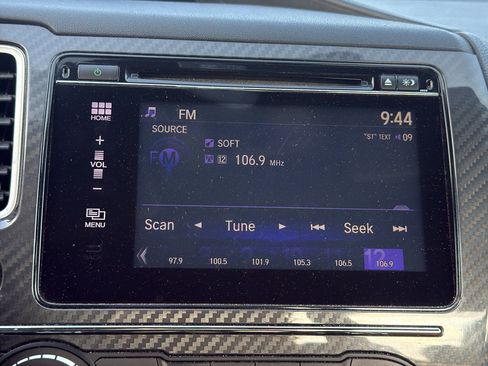 HOME
+
VOL
−
MENU
FM
9:44
SOURCE
"ST" TEXT 09
FM
SOFT
12 106.9 MHz
Scan Tune Seek
12
97.9 100.5 101.9 105.3 106.5 106.9